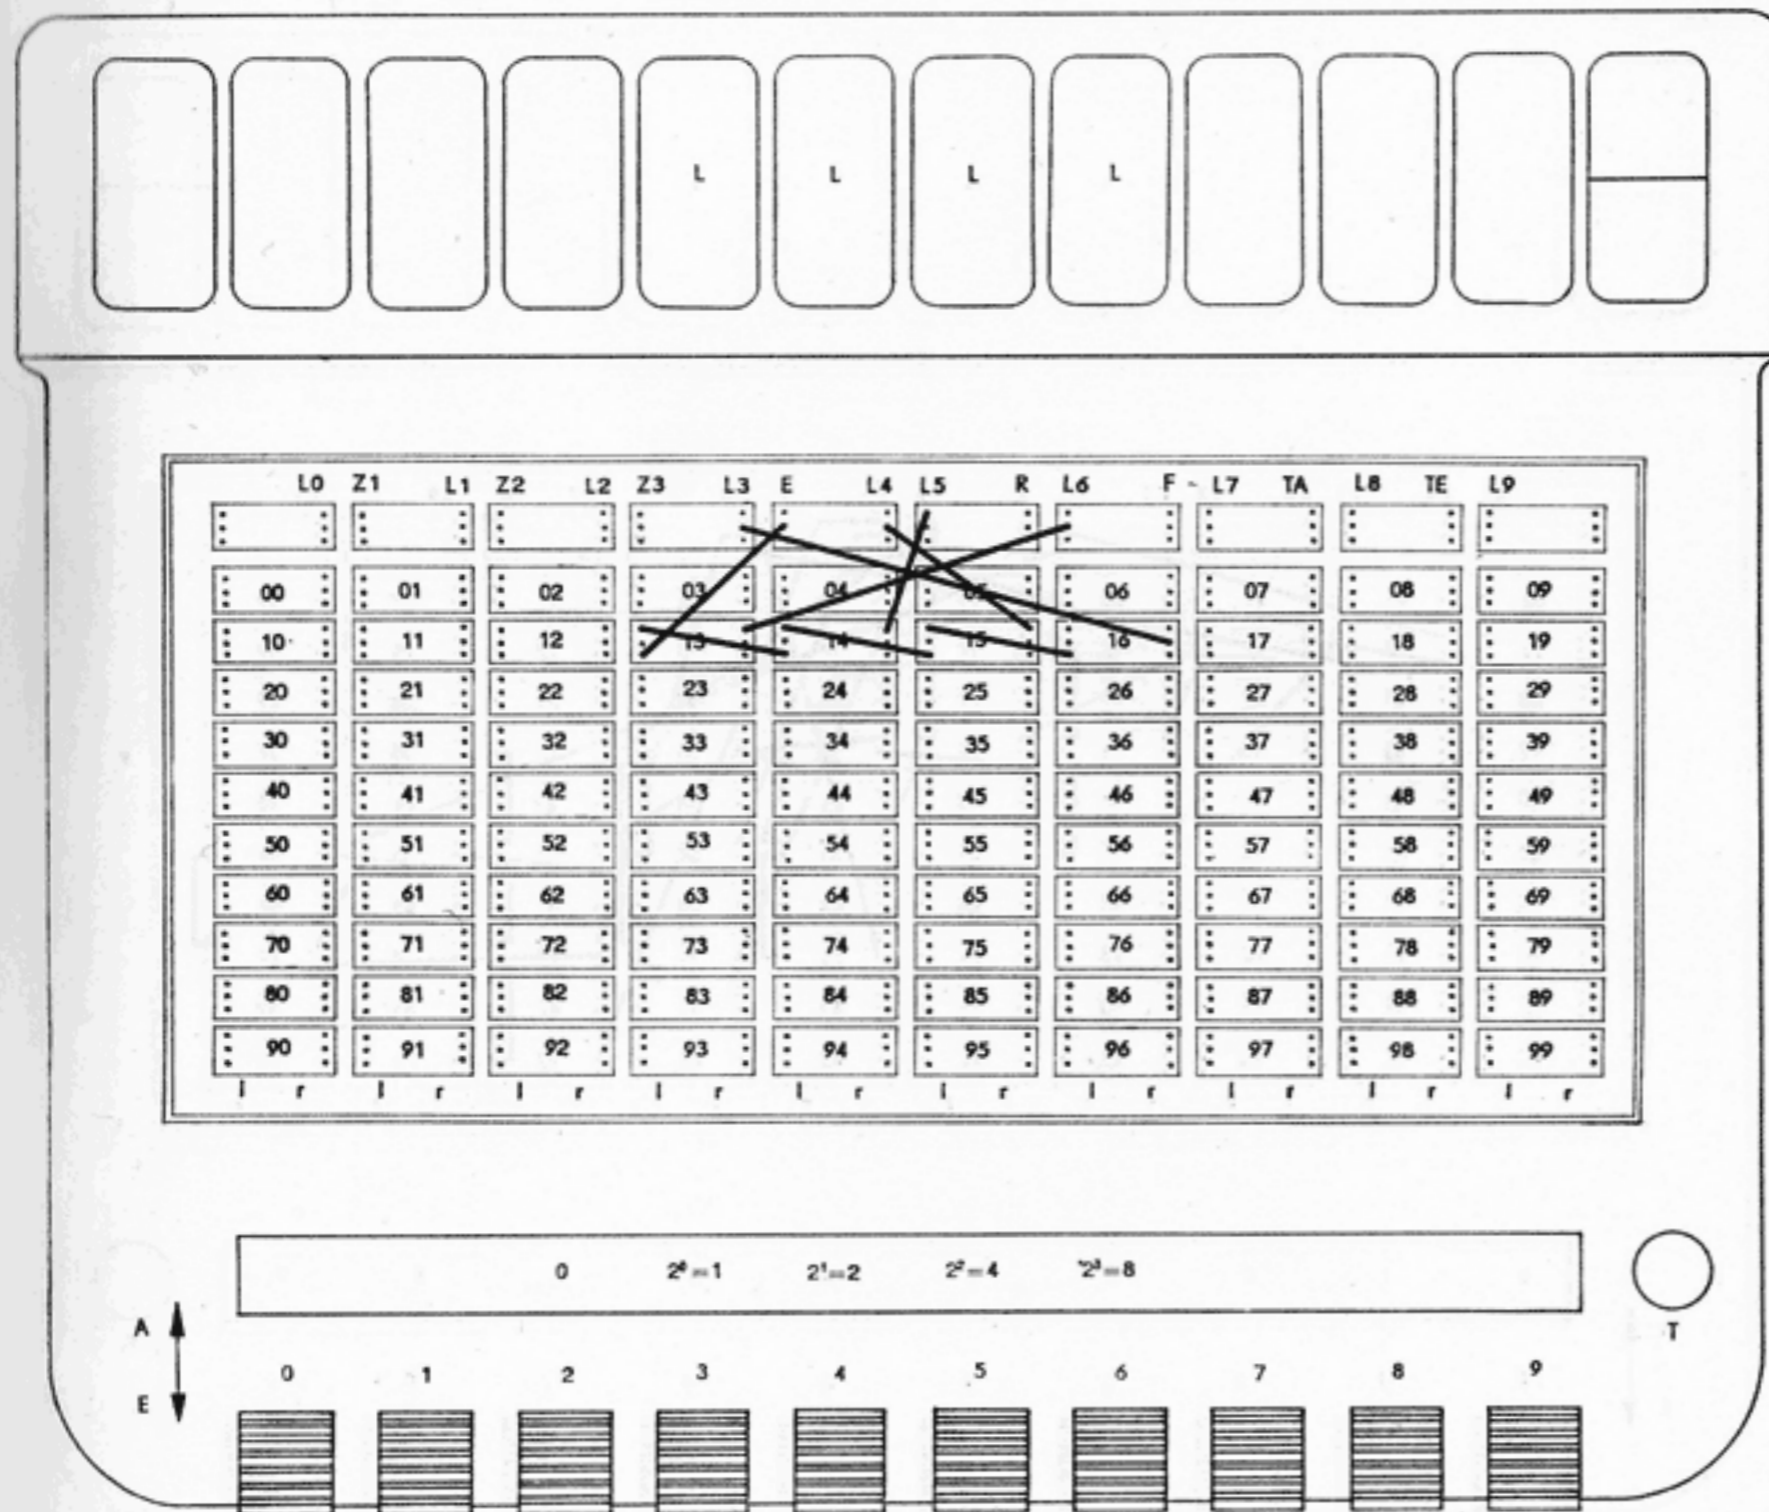 L L L L
L0 Z1 L1 Z2 L2 Z3 L3 E L4 L5 R L6 F L7 TA L8 TE L9
00 01 02 03 04 05 06 07 08 09
10 11 12 13 14 15 16 17 18 19
20 21 22 23 24 25 26 27 28 29
30 31 32 33 34 35 36 37 38 39
40 41 42 43 44 45 46 47 48 49
50 51 52 53 54 55 56 57 58 59
60 61 62 63 64 65 66 67 68 69
70 71 72 73 74 75 76 77 78 79
80 81 82 83 84 85 86 87 88 89
90 91 92 93 94 95 96 97 98 99
l r l r l r l r l r l r l r l r l r l r
0 2⁰=1 2¹=2 2²=4 2³=8
A
T
0 1 2 3 4 5 6 7 8 9
E